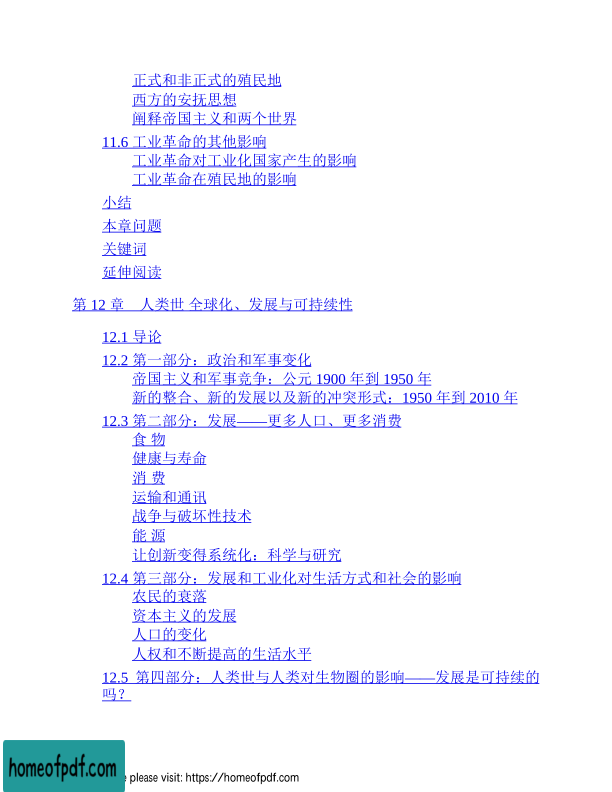 正式和非正式的殖民地
西方的安抚思想
阐释帝国主义和两个世界
11.6 工业革命的其他影响
工业革命对工业化国家产生的影响
工业革命在殖民地的影响
小结
本章问题
关键词
延伸阅读
第 12 章　人类世 全球化、发展与可持续性
12.1 导论
12.2 第一部分：政治和军事变化
帝国主义和军事竞争：公元 1900 年到 1950 年
新的整合、新的发展以及新的冲突形式：1950 年到 2010 年
12.3 第二部分：发展——更多人口、更多消费
食 物
健康与寿命
消 费
运输和通讯
战争与破坏性技术
能 源
让创新变得系统化：科学与研究
12.4 第三部分：发展和工业化对生活方式和社会的影响
农民的衰落
资本主义的发展
人口的变化
人权和不断提高的生活水平
12.5 第四部分：人类世与人类对生物圈的影响——发展是可持续的
吗？
homeofpdf.com
e please visit: https://homeofpdf.com